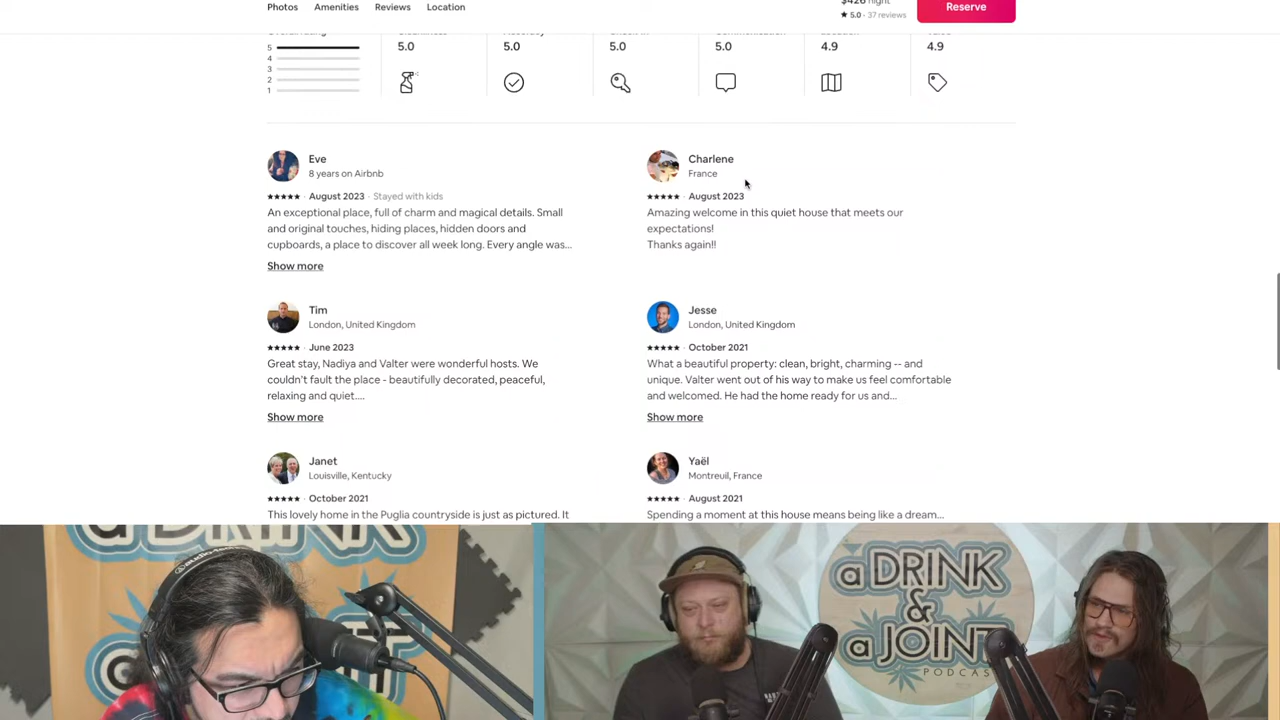 Photos Amenities Reviews Location
$426 night
★ 5.0 · 37 reviews
Reserve
5 4 3 2 1
5.0 5.0 5.0 5.0 4.9 4.9
Eve
8 years on Airbnb
★★★★★ · August 2023 · Stayed with kids
An exceptional place, full of charm and magical details. Small
and original touches, hiding places, hidden doors and
cupboards, a place to discover all week long. Every angle was...
Show more
Charlene
France
★★★★★ · August 2023
Amazing welcome in this quiet house that meets our
expectations!
Thanks again!!
Tim
London, United Kingdom
★★★★★ · June 2023
Great stay, Nadiya and Valter were wonderful hosts. We
couldn't fault the place - beautifully decorated, peaceful,
relaxing and quiet....
Show more
Jesse
London, United Kingdom
★★★★★ · October 2021
What a beautiful property: clean, bright, charming -- and
unique. Valter went out of his way to make us feel comfortable
and welcomed. He had the home ready for us and...
Show more
Janet
Louisville, Kentucky
★★★★★ · October 2021
This lovely home in the Puglia countryside is just as pictured. It
Yaël
Montreuil, France
★★★★★ · August 2021
Spending a moment at this house means being like a dream...
a DRINK
&
a JOINT
PODCAS